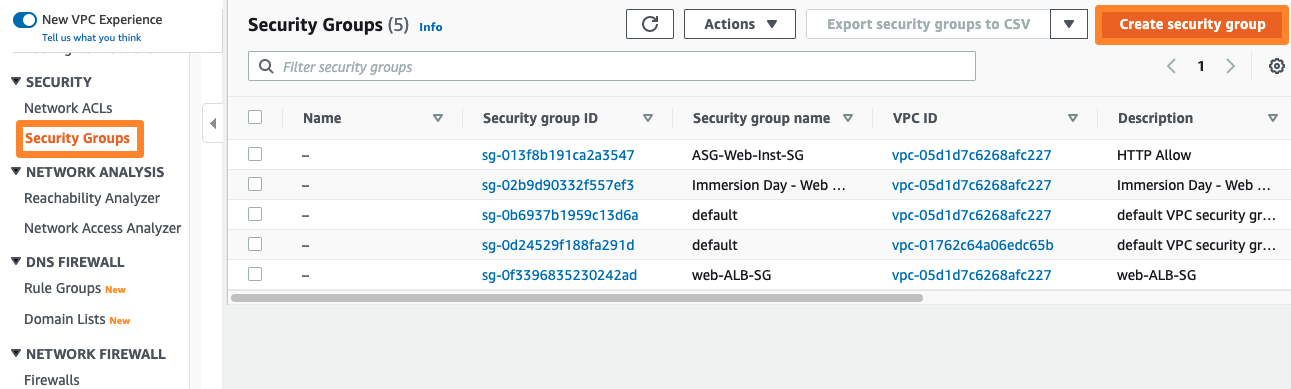 New VPC Experience
Tell us what you think
SECURITY
Network ACLs
Security Groups
NETWORK ANALYSIS
Reachability Analyzer
Network Access Analyzer
DNS FIREWALL
Rule Groups New
Domain Lists New
NETWORK FIREWALL
Firewalls
Security Groups (5) Info
Actions
Export security groups to CSV
Create security group
Filter security groups
1
Name Security group ID Security group name VPC ID Description
– sg-013f8b191ca2a3547 ASG-Web-Inst-SG vpc-05d1d7c6268afc227 HTTP Allow
– sg-02b9d90332f557ef3 Immersion Day - Web ... vpc-05d1d7c6268afc227 Immersion Day - Web ...
– sg-0b6937b1959c13d6a default vpc-05d1d7c6268afc227 default VPC security gr...
– sg-0d24529f188fa291d default vpc-01762c64a06edc65b default VPC security gr...
– sg-0f3396835230242ad web-ALB-SG vpc-05d1d7c6268afc227 web-ALB-SG